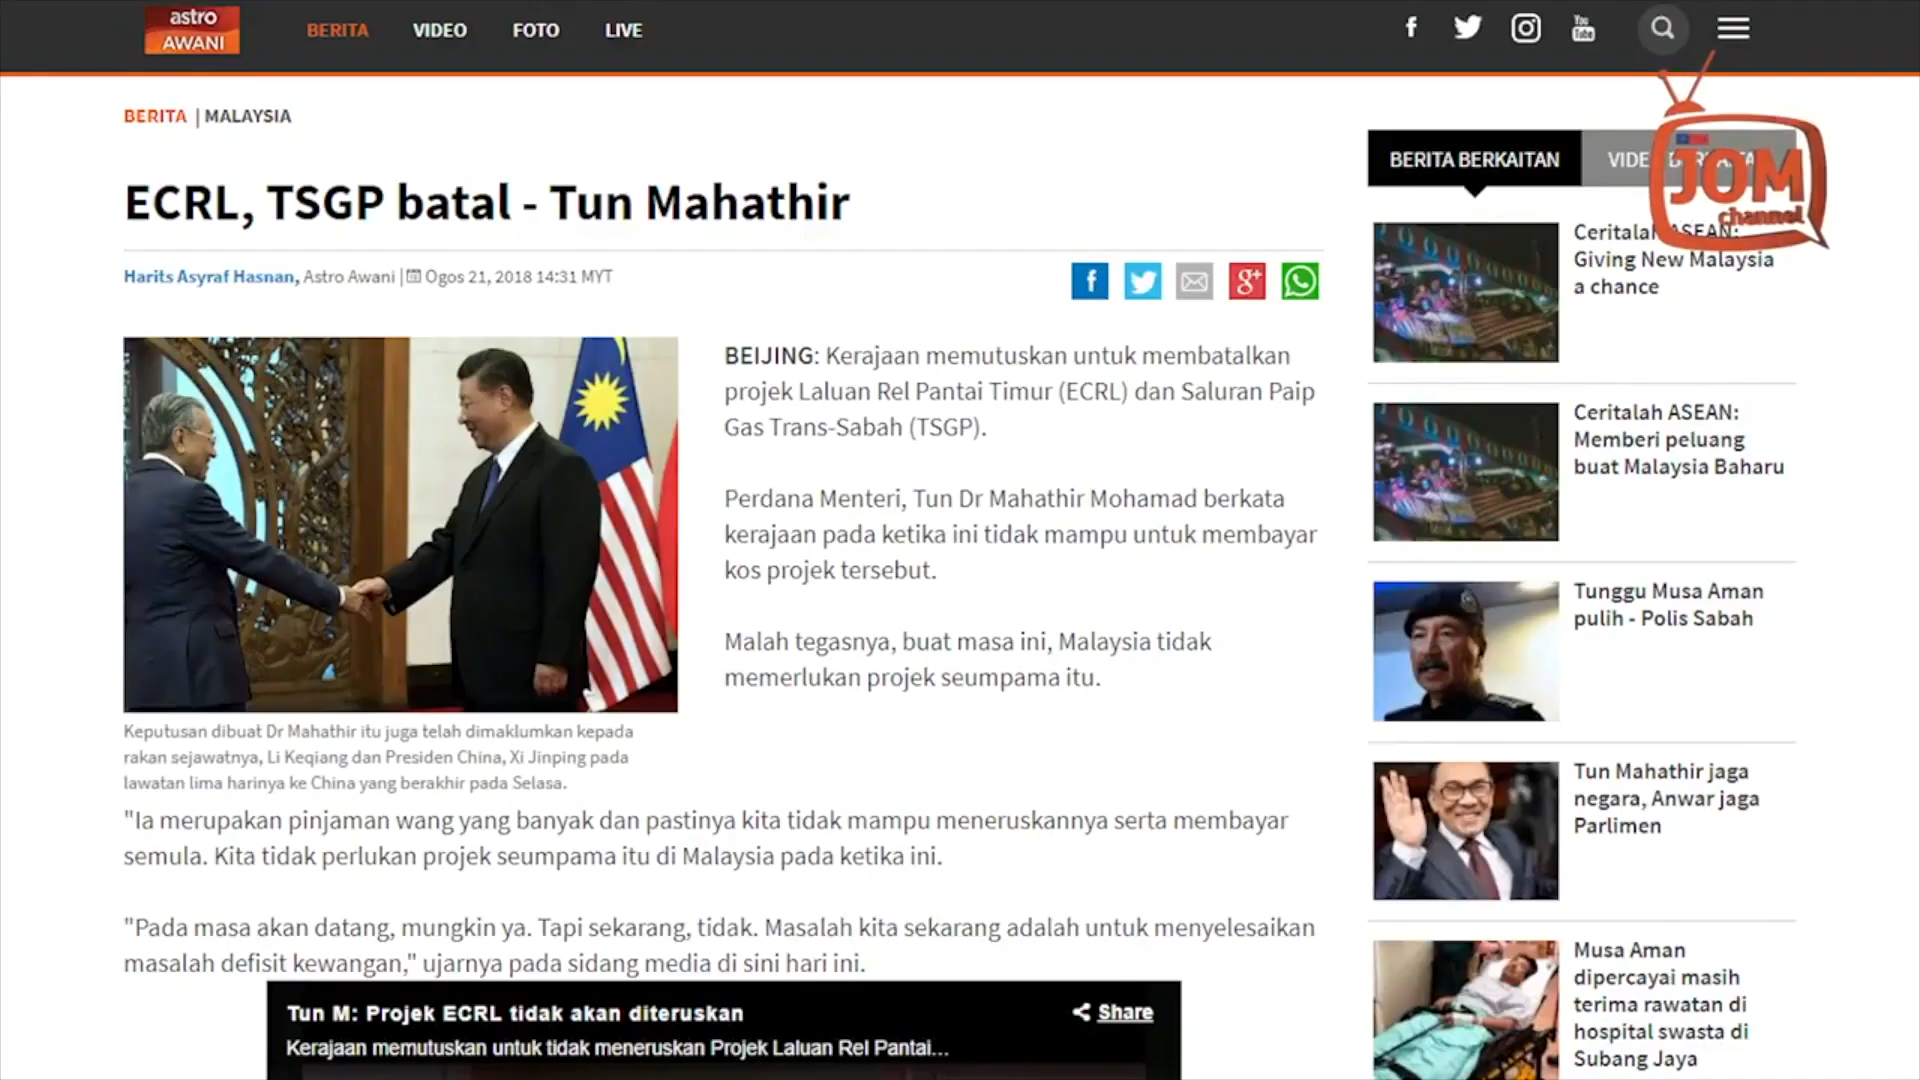 astro
AWANI
BERITA
VIDEO
FOTO
LIVE
You
Tube
BERITA | MALAYSIA
ECRL, TSGP batal - Tun Mahathir
Harits Asyraf Hasnan, Astro Awani | Ogos 21, 2018 14:31 MYT
BEIJING: Kerajaan memutuskan untuk membatalkan
projek Laluan Rel Pantai Timur (ECRL) dan Saluran Paip
Gas Trans-Sabah (TSGP).
Perdana Menteri, Tun Dr Mahathir Mohamad berkata
kerajaan pada ketika ini tidak mampu untuk membayar
kos projek tersebut.
Malah tegasnya, buat masa ini, Malaysia tidak
memerlukan projek seumpama itu.
Keputusan dibuat Dr Mahathir itu juga telah dimaklumkan kepada
rakan sejawatnya, Li Keqiang dan Presiden China, Xi Jinping pada
lawatan lima harinya ke China yang berakhir pada Selasa.
"Ia merupakan pinjaman wang yang banyak dan pastinya kita tidak mampu meneruskannya serta membayar
semula. Kita tidak perlukan projek seumpama itu di Malaysia pada ketika ini.
"Pada masa akan datang, mungkin ya. Tapi sekarang, tidak. Masalah kita sekarang adalah untuk menyelesaikan
masalah defisit kewangan," ujarnya pada sidang media di sini hari ini.
Tun M: Projek ECRL tidak akan diteruskan
Share
Kerajaan memutuskan untuk tidak meneruskan Projek Laluan Rel Pantai...
BERITA BERKAITAN
JOM
channel
Ceritalah ASEAN:
Giving New Malaysia
a chance
Ceritalah ASEAN:
Memberi peluang
buat Malaysia Baharu
Tunggu Musa Aman
pulih - Polis Sabah
Tun Mahathir jaga
negara, Anwar jaga
Parlimen
Musa Aman
dipercayai masih
terima rawatan di
hospital swasta di
Subang Jaya